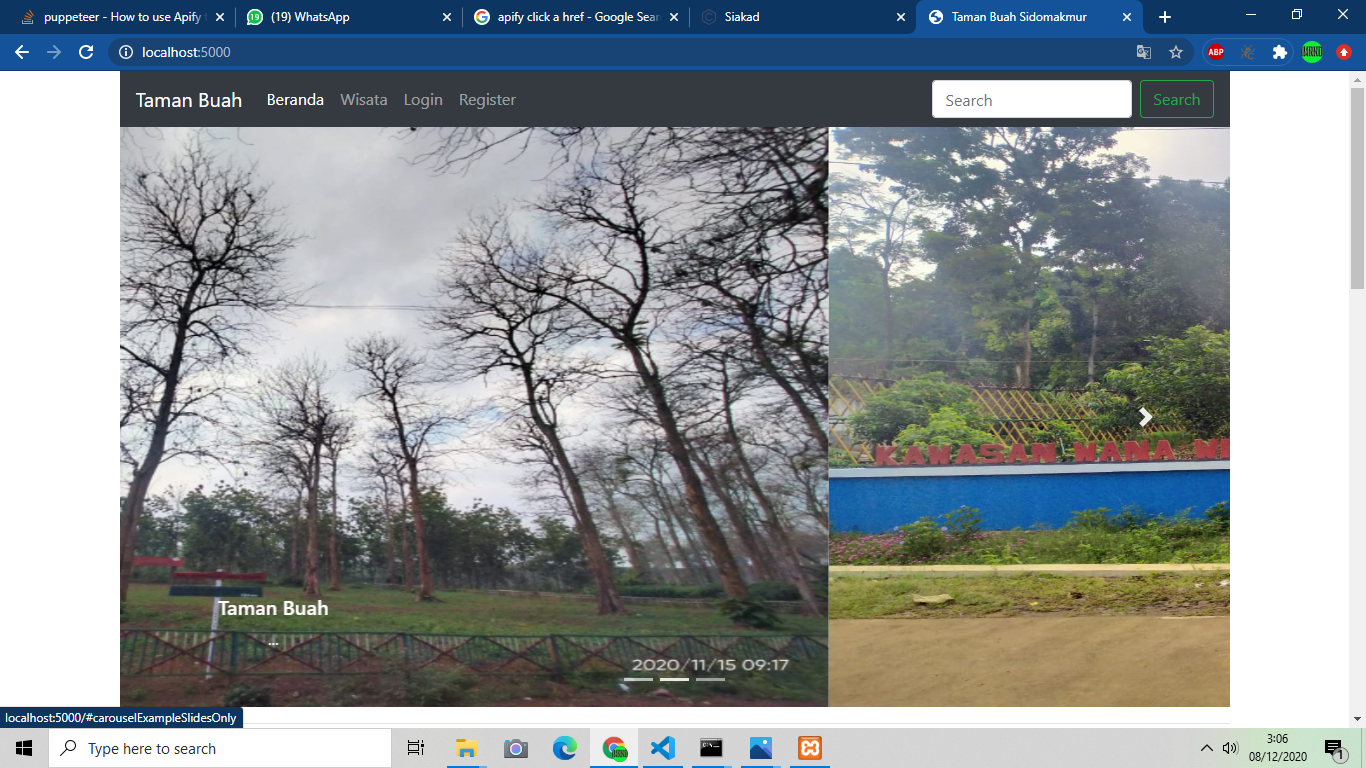 puppeteer - How to use Apify
(19) WhatsApp
apify click a href - Google Sear
Siakad
Taman Buah Sidomakmur
localhost:5000
ABP
Taman Buah
Beranda
Wisata
Login
Register
Search
Search
KAWASAN WANA
Taman Buah
...
2020/11/15 09:17
localhost:5000/#carouselExampleSlidesOnly
Type here to search
3:06
08/12/2020
1